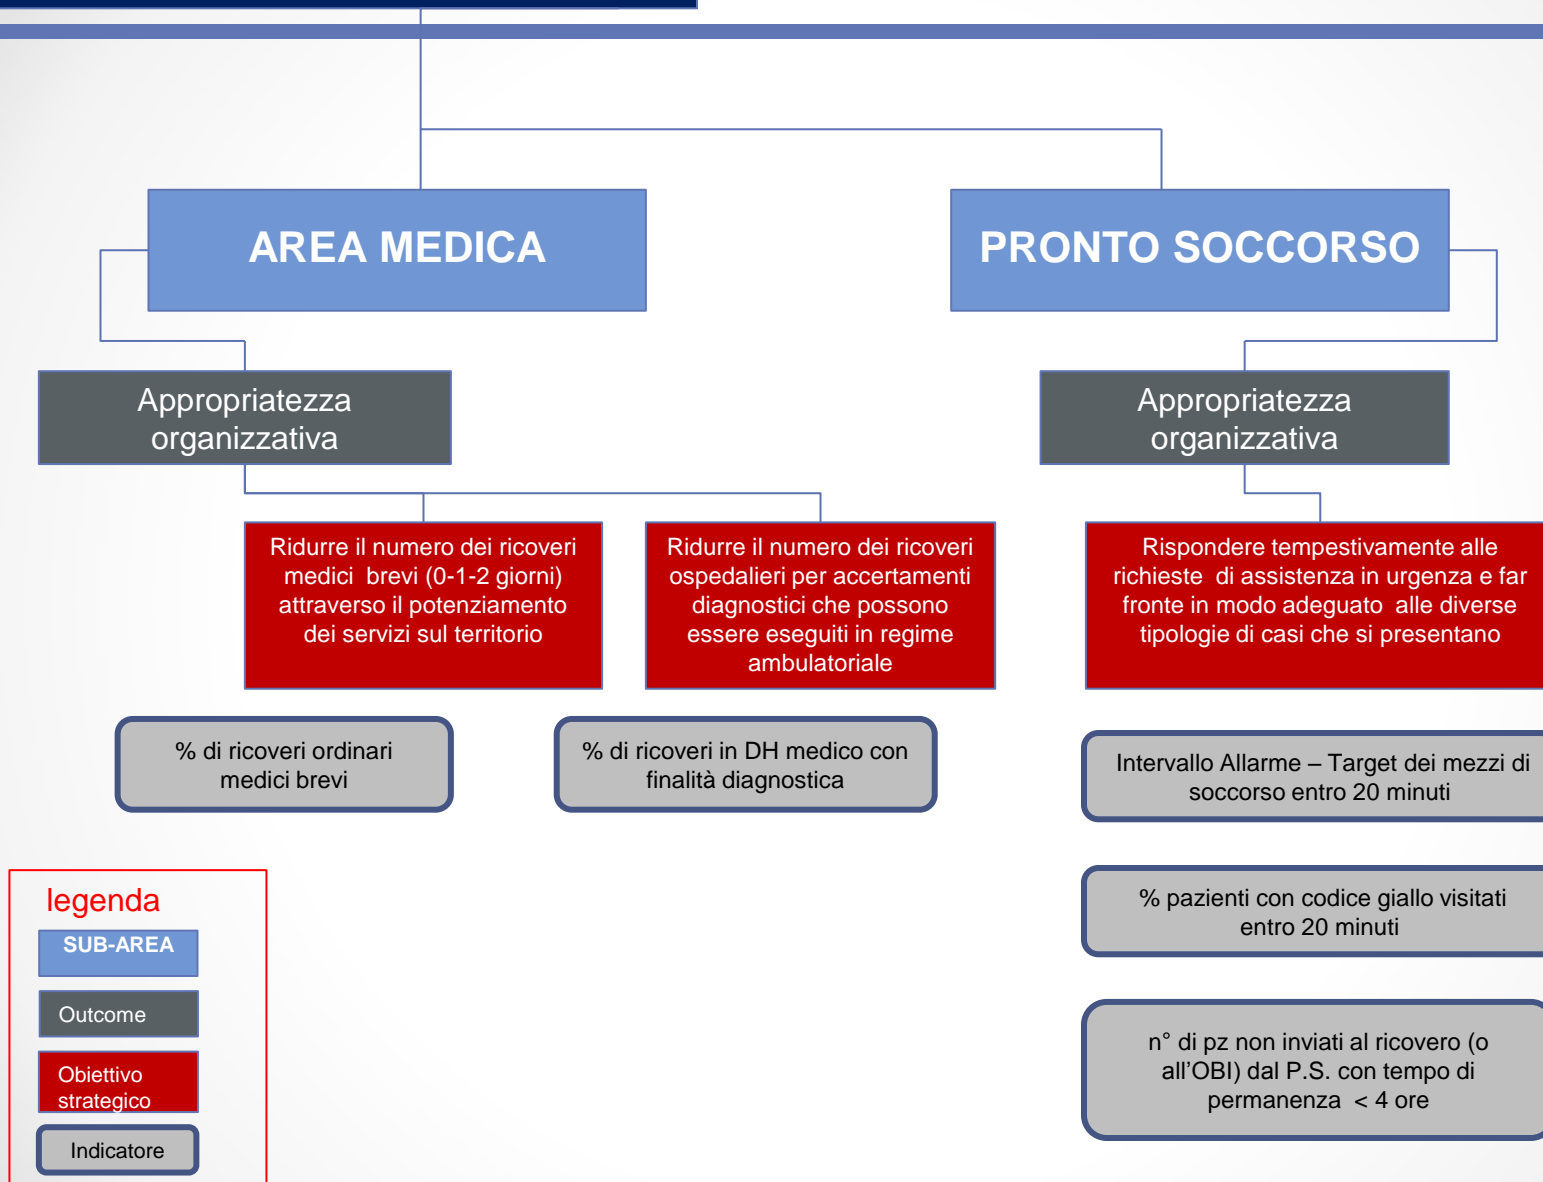 AREA MEDICA
PRONTO SOCCORSO
Appropriatezza
organizzativa
Appropriatezza
organizzativa
Ridurre il numero dei ricoveri
medici  brevi (0-1-2 giorni)
attraverso il potenziamento
dei servizi sul territorio
Ridurre il numero dei ricoveri
ospedalieri per accertamenti
diagnostici che possono
essere eseguiti in regime
ambulatoriale
Rispondere tempestivamente alle
richieste  di assistenza in urgenza e far
fronte in modo adeguato  alle diverse
tipologie di casi che si presentano
% di ricoveri ordinari
medici brevi
% di ricoveri in DH medico con
finalità diagnostica
Intervallo Allarme – Target dei mezzi di
soccorso entro 20 minuti
% pazienti con codice giallo visitati
entro 20 minuti
n° di pz non inviati al ricovero (o
all'OBI) dal P.S. con tempo di
permanenza  < 4 ore
legenda
SUB-AREA
Outcome
Obiettivo
strategico
Indicatore